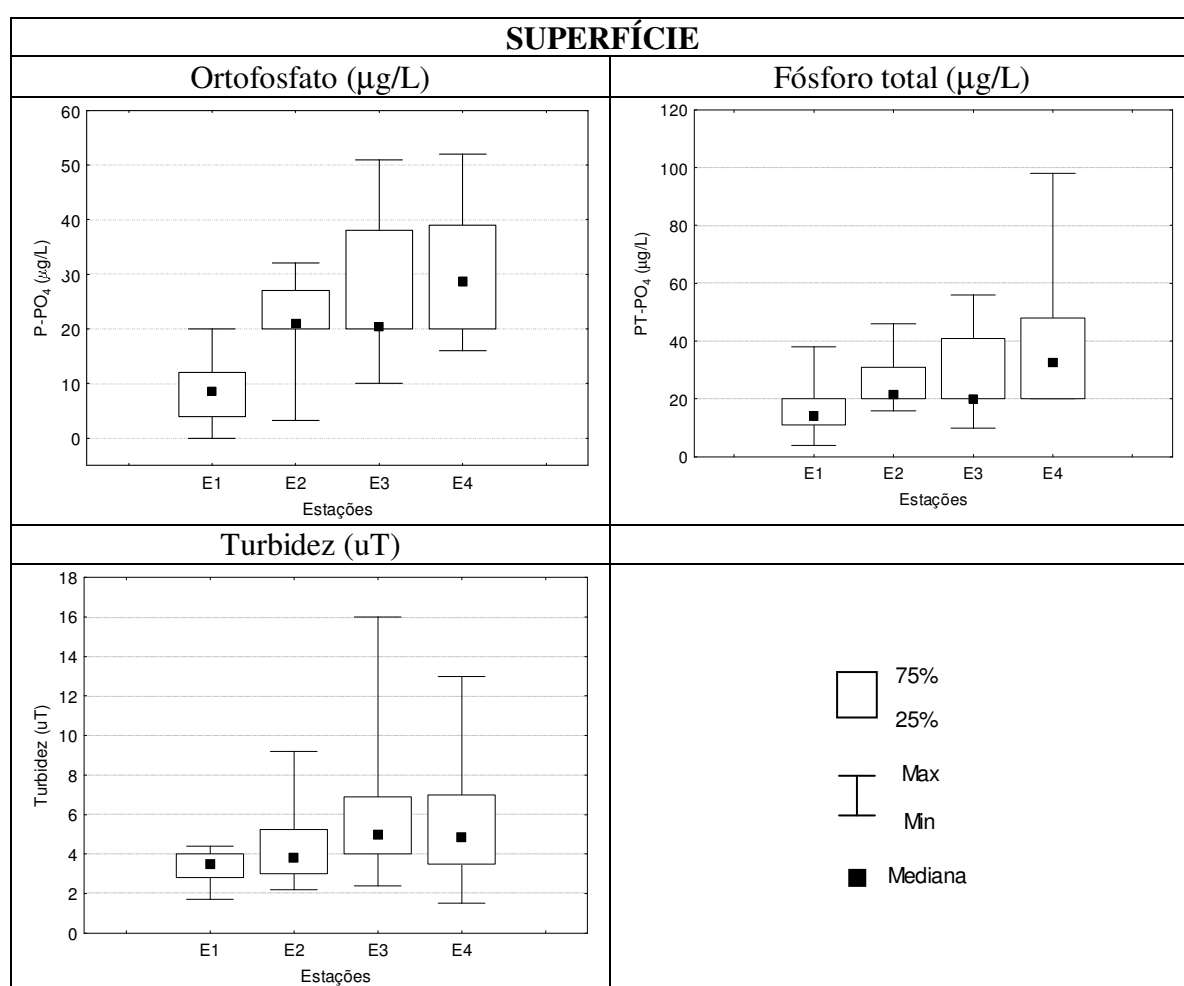 SUPERFÍCIE
Ortofosfato (µg/L)
Fósforo total (µg/L)
60
50
40
30
20
10
0
P-PO4 (µg/L)
E1 E2 E3 E4
Estações
120
100
80
60
40
20
0
PT-PO4 (µg/L)
E1 E2 E3 E4
Estações
Turbidez (uT)
18
16
14
12
10
8
6
4
2
0
Turbidez (uT)
E1 E2 E3 E4
Estações
75%
25%
Max
Min
Mediana